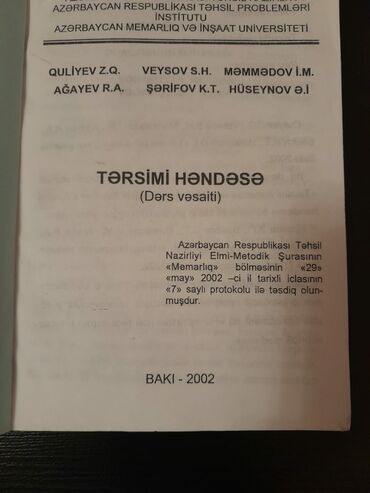 AZƏRBAYCAN RESPUBLİKASI TƏHSİL PROBLEMLƏRİ
İNSTİTUTU
AZƏRBAYCAN MEMARLIQ VƏ İNŞAAT UNİVERSİTETİ
QULİYEV Z.Q. VEYSOV S.H. MƏMMƏDOV İ.M.
AĞAYEV R.A. ŞƏRİFOV K.T. HÜSEYNOV Ə.İ
TƏRSİMİ HƏNDƏSƏ
(Dərs vəsaiti)
Azərbaycan Respublikası Təhsil
Nazirliyi Elmi-Metodik Şurasının
«Memarlıq» bölməsinin «29»
«may» 2002 –ci il tarixli iclasının
«7» saylı protokolu ilə təsdiq olun-
muşdur.
BAKI - 2002